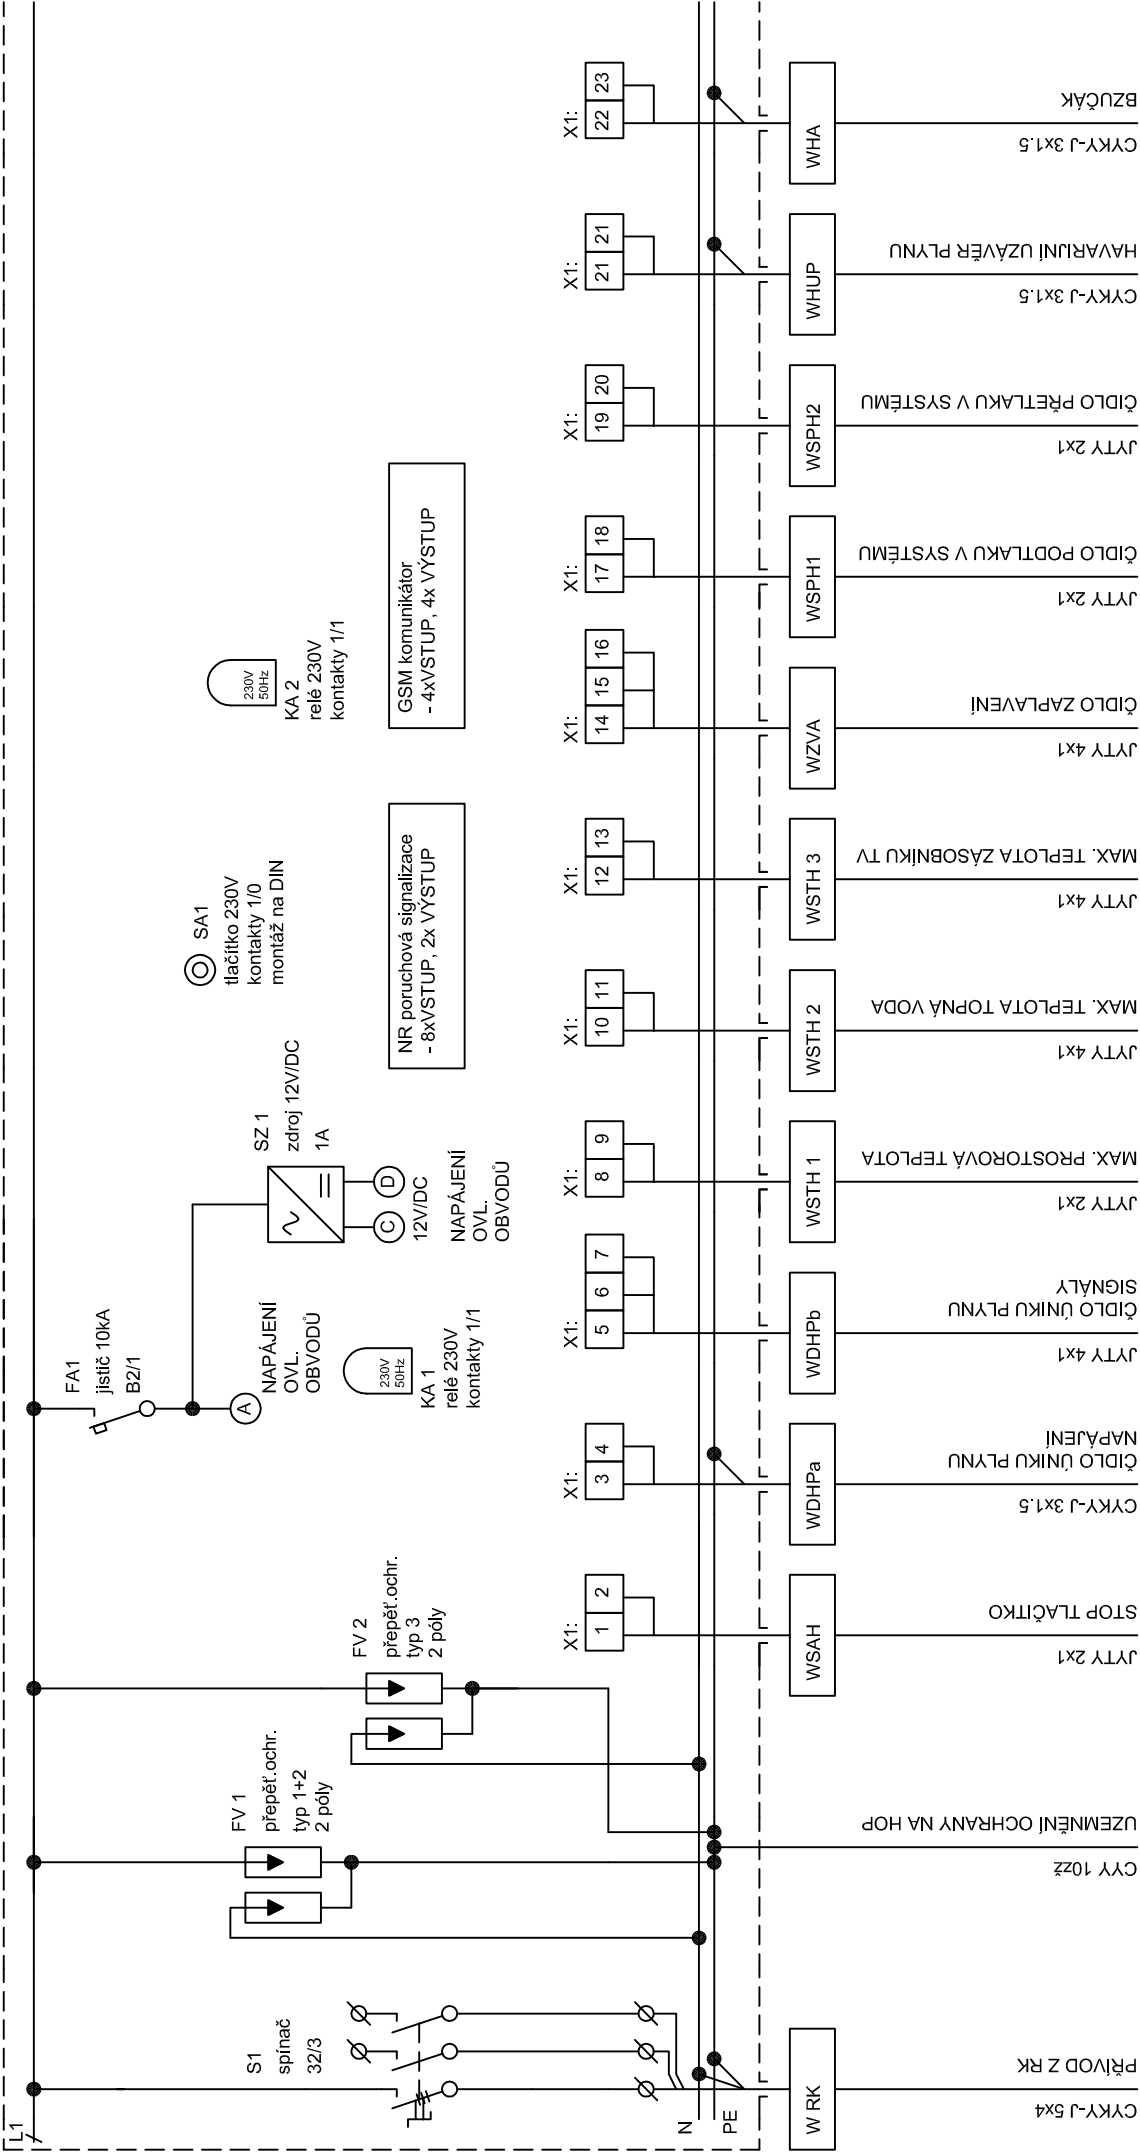 L1
S1
spínač
32/3
N
PE
W RK
CYKY-J 5x4
PŘÍVOD Z RK
FV 1
přepěť.ochr.
typ 1+2
2 póly
CYY 10zž
UZEMNĚNÍ OCHRANY NA HOP
FV 2
přepěť.ochr.
typ 3
2 póly
FA1
jistič 10kA
B2/1
A
NAPÁJENÍ
OVL.
OBVODŮ
230V
50Hz
KA 1
relé 230V
kontakty 1/1
SZ 1
zdroj 12V/DC
1A
C
D
12V/DC
NAPÁJENÍ
OVL.
OBVODŮ
SA1
tlačítko 230V
kontakty 1/0
montáž na DIN
NR poruchová signalizace
- 8xVSTUP, 2x VÝSTUP
230V
50Hz
KA 2
relé 230V
kontakty 1/1
GSM komunikátor
- 4xVSTUP, 4x VÝSTUP
X1:
1 2
WSAH
JYTY 2x1
STOP TLAČITKO
X1:
3 4
WDHPa
CYKY-J 3x1.5
ČIDLO ÚNIKU PLYNU
NAPÁJENÍ
X1:
5 6 7
WDHPb
JYTY 4x1
ČIDLO ÚNIKU PLYNU
SIGNÁLY
X1:
8 9
WSTH 1
JYTY 2x1
MAX. PROSTOROVÁ TEPLOTA
X1:
10 11
WSTH 2
JYTY 4x1
MAX. TEPLOTA TOPNÁ VODA
X1:
12 13
WSTH 3
JYTY 4x1
MAX. TEPLOTA ZÁSOBNÍKU TV
X1:
14 15 16
WZVA
JYTY 4x1
ČIDLO ZAPLAVENÍ
X1:
17 18
WSPH1
JYTY 2x1
ČIDLO PODTLAKU V SYSTÉMU
X1:
19 20
WSPH2
JYTY 2x1
ČIDLO PŘETLAKU V SYSTÉMU
X1:
21 21
WHUP
CYKY-J 3x1.5
HAVARIJNÍ UZÁVĚR PLYNU
X1:
22 23
WHA
CYKY-J 3x1.5
BZUČÁK